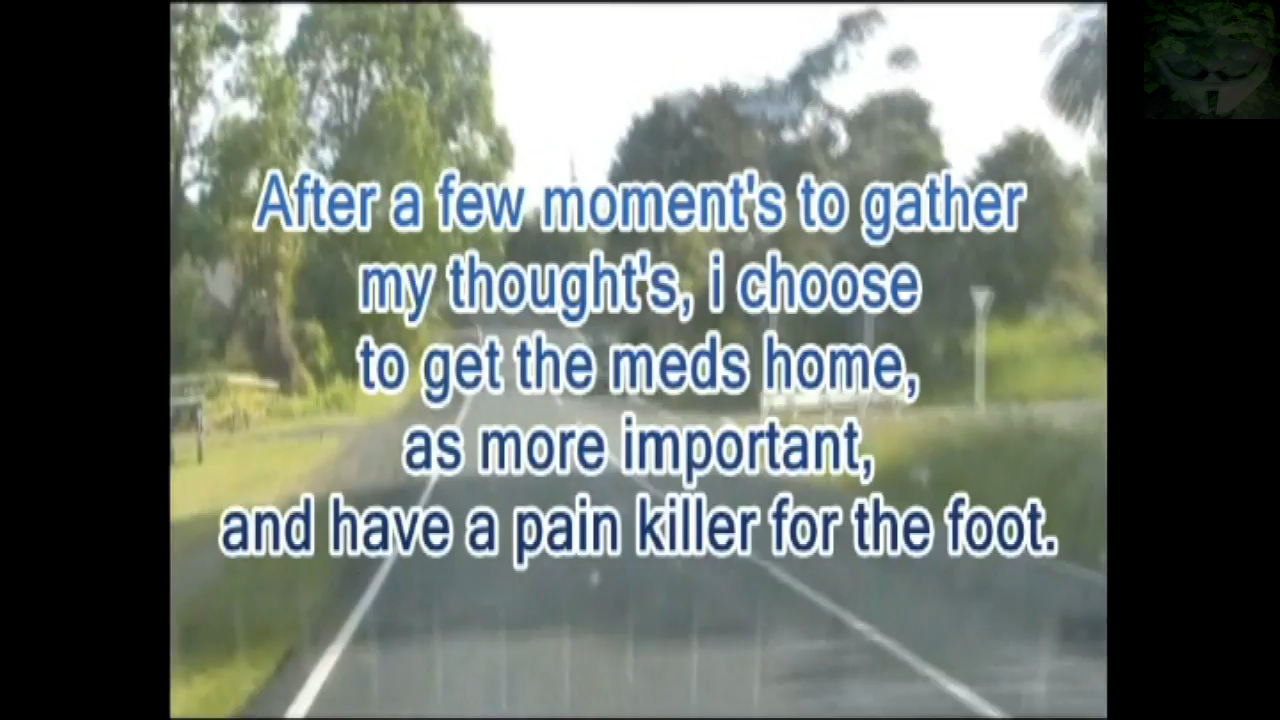 After a few moment's to gather
my thought's, i choose
to get the meds home,
as more important,
and have a pain killer for the foot.